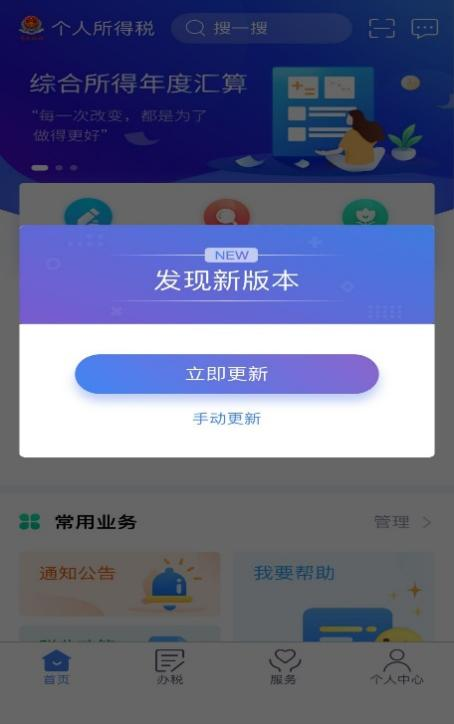 个人所得税
搜一搜
综合所得年度汇算
“每一次改变，都是为了
做得更好”
NEW
发现新版本
立即更新
手动更新
常用业务
管理 >
通知公告
我要帮助
首页
办税
服务
个人中心